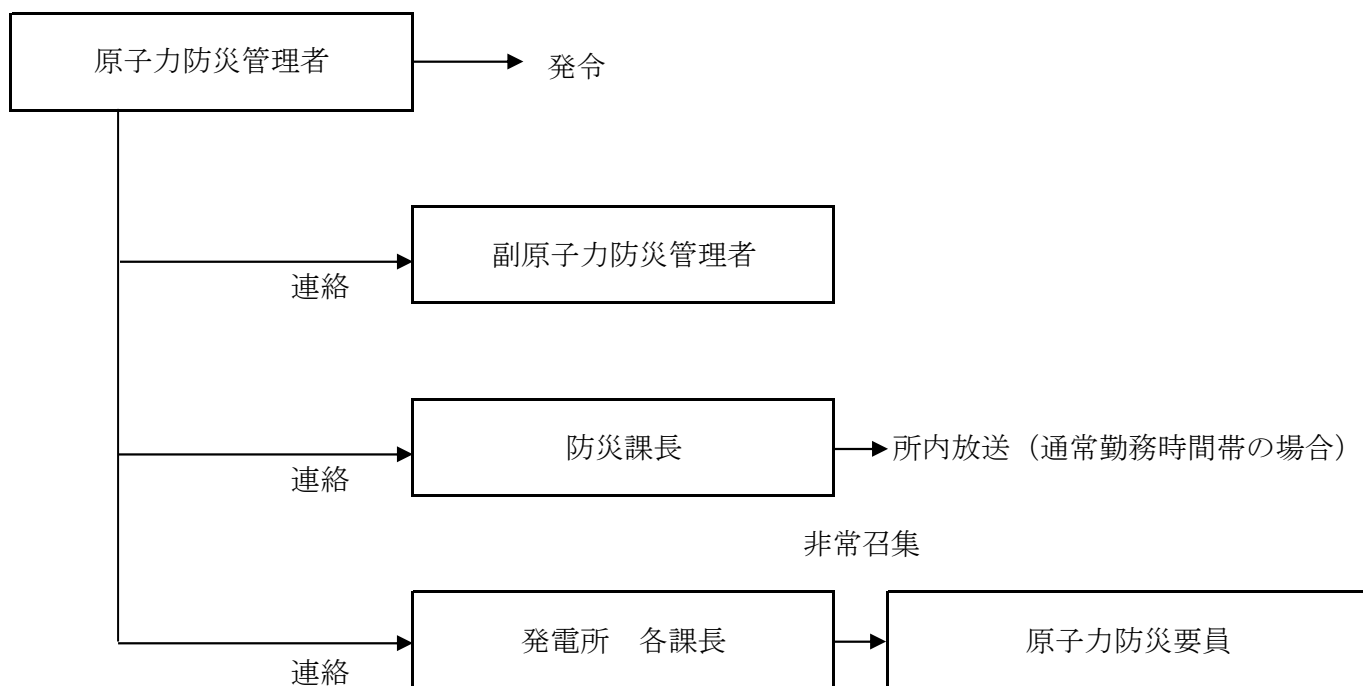 原子力防災管理者
発令
副原子力防災管理者
連絡
防災課長
所内放送（通常勤務時間帯の場合）
連絡
非常召集
発電所　各課長
原子力防災要員
連絡